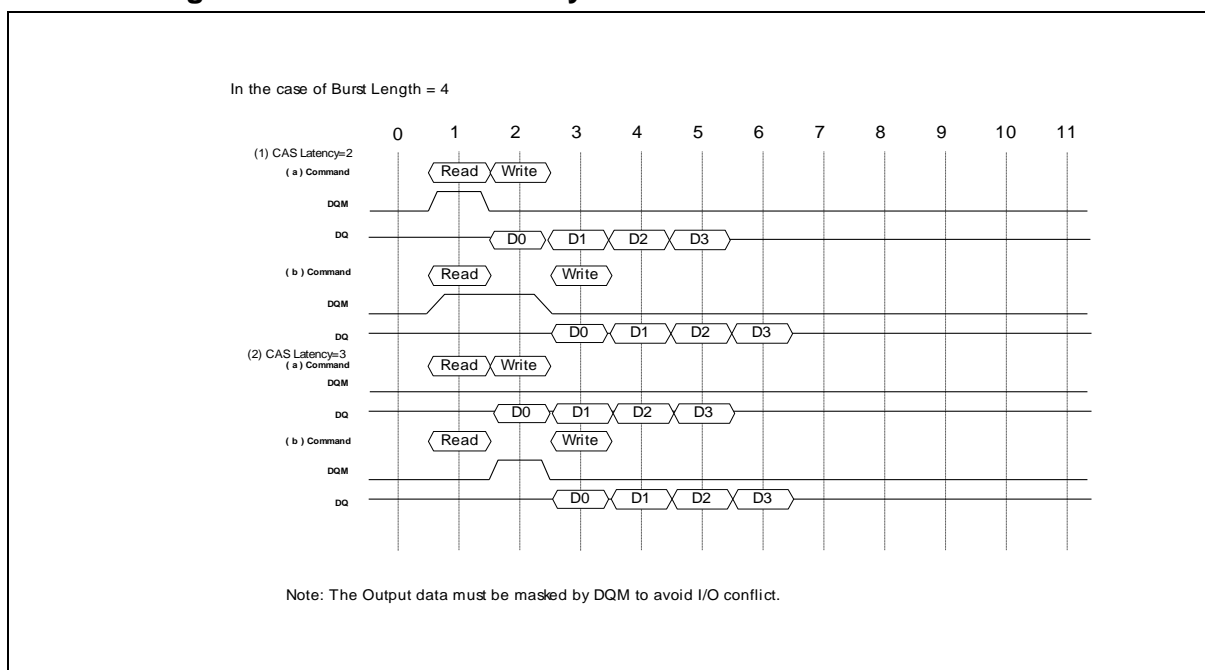 In the case of Burst Length = 4
0 1 2 3 4 5 6 7 8 9 10 11
(1) CAS Latency=2
( a ) Command Read Write
DQM
DQ D0 D1 D2 D3
( b ) Command Read Write
DQM
DQ D0 D1 D2 D3
(2) CAS Latency=3
( a ) Command Read Write
DQM
DQ D0 D1 D2 D3
( b ) Command Read Write
DQM
DQ D0 D1 D2 D3
Note: The Output data must be masked by DQM to avoid I/O conflict.